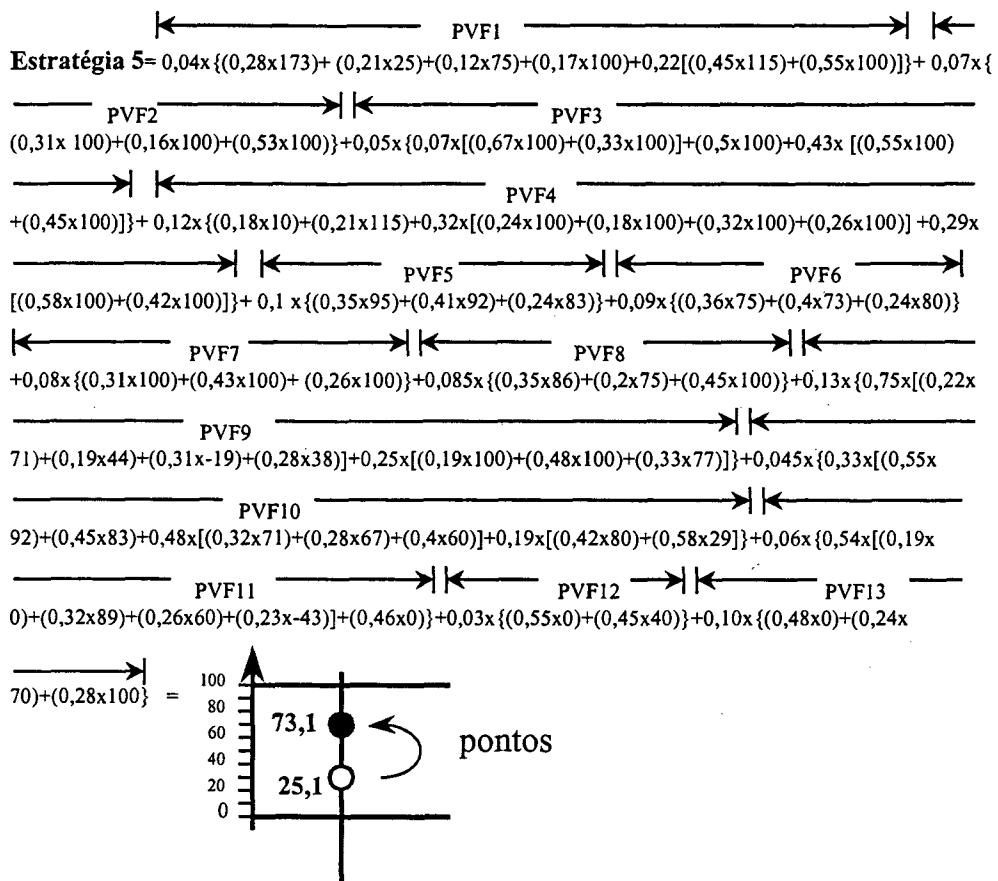 PVF1
Estratégia 5= 0,04x{(0,28x173)+ (0,21x25)+(0,12x75)+(0,17x100)+0,22[(0,45x115)+(0,55x100)]}+ 0,07x{
PVF2 PVF3
(0,31x 100)+(0,16x100)+(0,53x100)}+0,05x{0,07x[(0,67x100)+(0,33x100)]+(0,5x100)+0,43x [(0,55x100)
PVF4
+(0,45x100)]}+ 0,12x{(0,18x10)+(0,21x115)+0,32x[(0,24x100)+(0,18x100)+(0,32x100)+(0,26x100)] +0,29x
PVF5 PVF6
[(0,58x100)+(0,42x100)]}+ 0,1 x{(0,35x95)+(0,41x92)+(0,24x83)}+0,09x{(0,36x75)+(0,4x73)+(0,24x80)}
PVF7 PVF8
+0,08x{(0,31x100)+(0,43x100)+ (0,26x100)}+0,085x{(0,35x86)+(0,2x75)+(0,45x100)}+0,13x{0,75x[(0,22x
PVF9
71)+(0,19x44)+(0,31x-19)+(0,28x38)]+0,25x[(0,19x100)+(0,48x100)+(0,33x77)]}+0,045x{0,33x[(0,55x
PVF10
92)+(0,45x83)+0,48x[(0,32x71)+(0,28x67)+(0,4x60)]+0,19x[(0,42x80)+(0,58x29]}+0,06x{0,54x[(0,19x
PVF11 PVF12 PVF13
0)+(0,32x89)+(0,26x60)+(0,23x-43)]+(0,46x0)}+0,03x{(0,55x0)+(0,45x40)}+0,10x{(0,48x0)+(0,24x
70)+(0,28x100} =
100
80
60
40
20
0
73,1
25,1
pontos